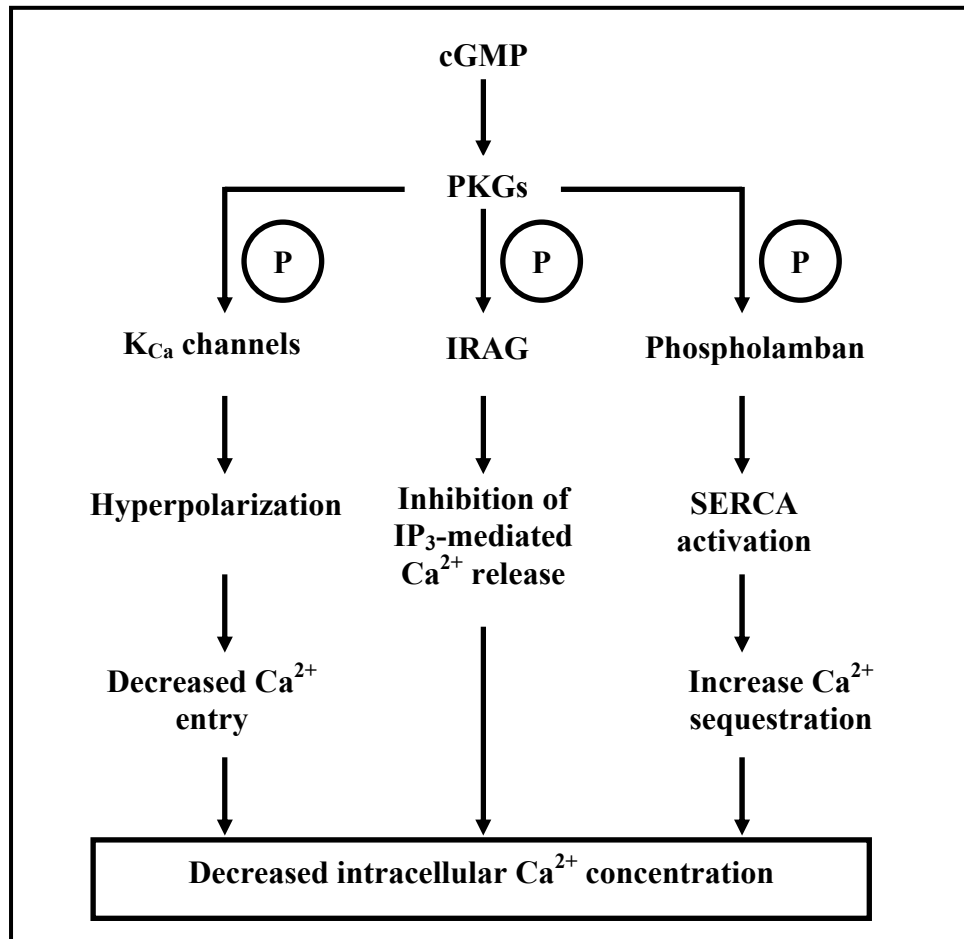 cGMP
PKGs
P
P
P
K_Ca channels
IRAG
Phospholamban
Hyperpolarization
Inhibition of
IP₃-mediated
Ca²⁺ release
SERCA
activation
Decreased Ca²⁺
entry
Increase Ca²⁺
sequestration
Decreased intracellular Ca²⁺ concentration